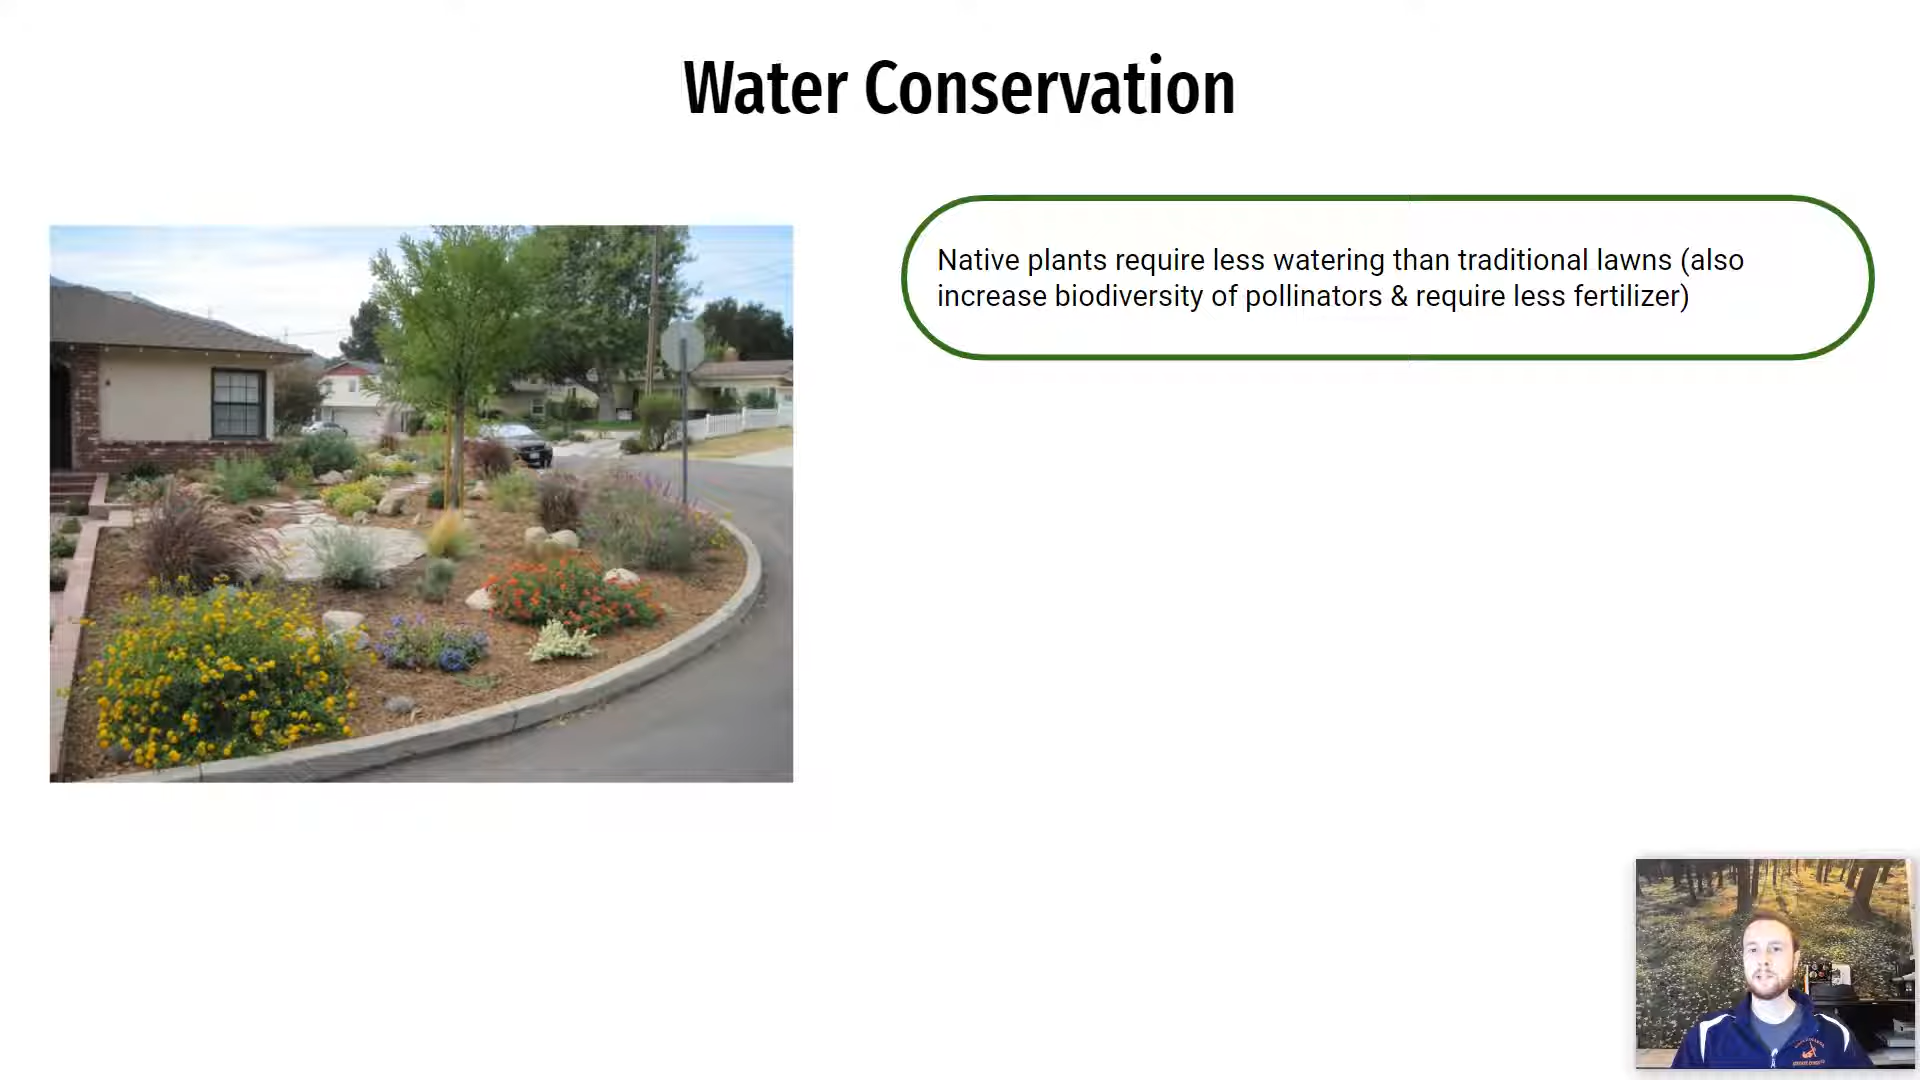 Water Conservation
Native plants require less watering than traditional lawns (also
increase biodiversity of pollinators & require less fertilizer)